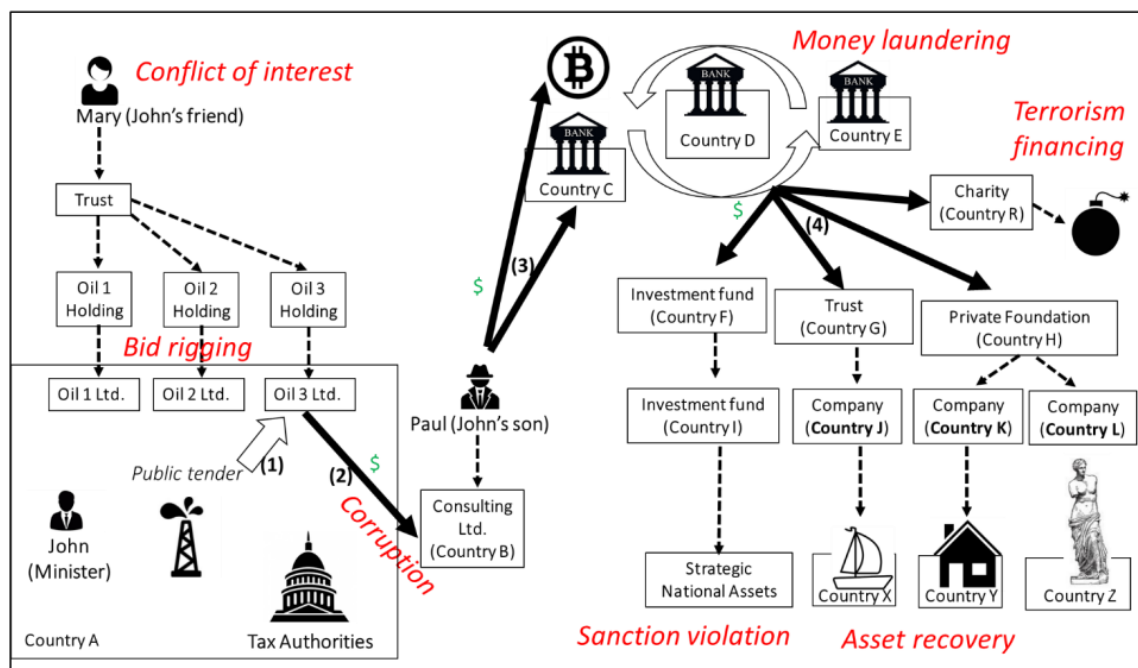 Conflict of interest
Mary (John's friend)
Trust
Oil 1
Holding
Oil 2
Holding
Oil 3
Holding
Bid rigging
Oil 1 Ltd.
Oil 2 Ltd.
Oil 3 Ltd.
Public tender
(1)
(2)
$
Corruption
John
(Minister)
Tax Authorities
Country A
Paul (John's son)
Consulting
Ltd.
(Country B)
$
(3)
B
BANK
Country C
BANK
Country D
BANK
Country E
Money laundering
Terrorism
financing
$
(4)
Charity
(Country R)
Investment fund
(Country F)
Trust
(Country G)
Private Foundation
(Country H)
Investment fund
(Country I)
Company
(Country J)
Company
(Country K)
Company
(Country L)
Strategic
National Assets
Country X
Country Y
Country Z
Sanction violation
Asset recovery